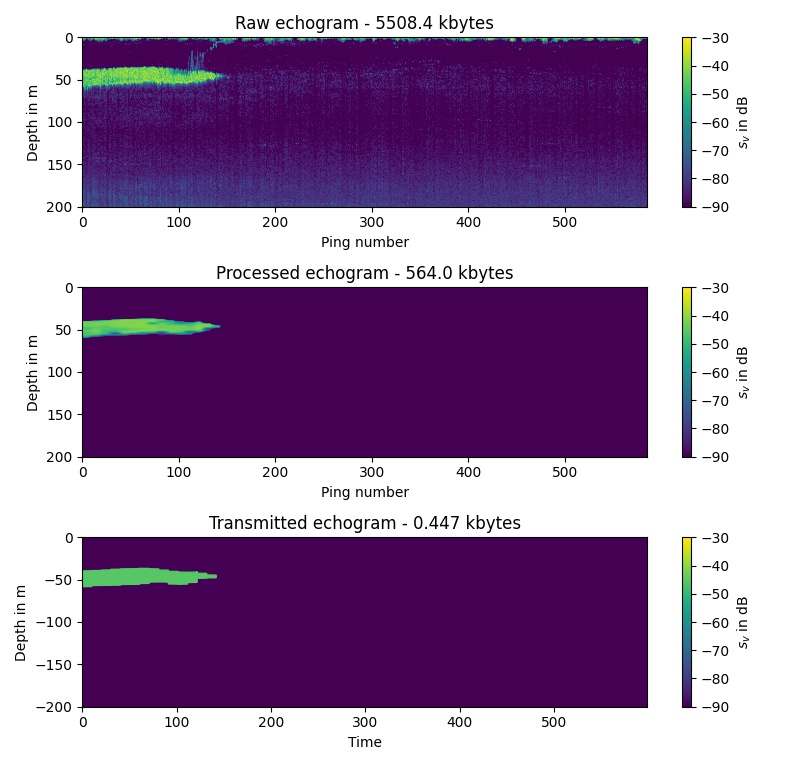 Raw echogram - 5508.4 kbytes
0
50
100
150
200
Depth in m
0 100 200 300 400 500
Ping number
−30
−40
−50
−60
−70
−80
−90
sv in dB
Processed echogram - 564.0 kbytes
0
50
100
150
200
Depth in m
0 100 200 300 400 500
Ping number
−30
−40
−50
−60
−70
−80
−90
sv in dB
Transmitted echogram - 0.447 kbytes
0
−50
−100
−150
−200
Depth in m
0 100 200 300 400 500
Time
−30
−40
−50
−60
−70
−80
−90
sv in dB